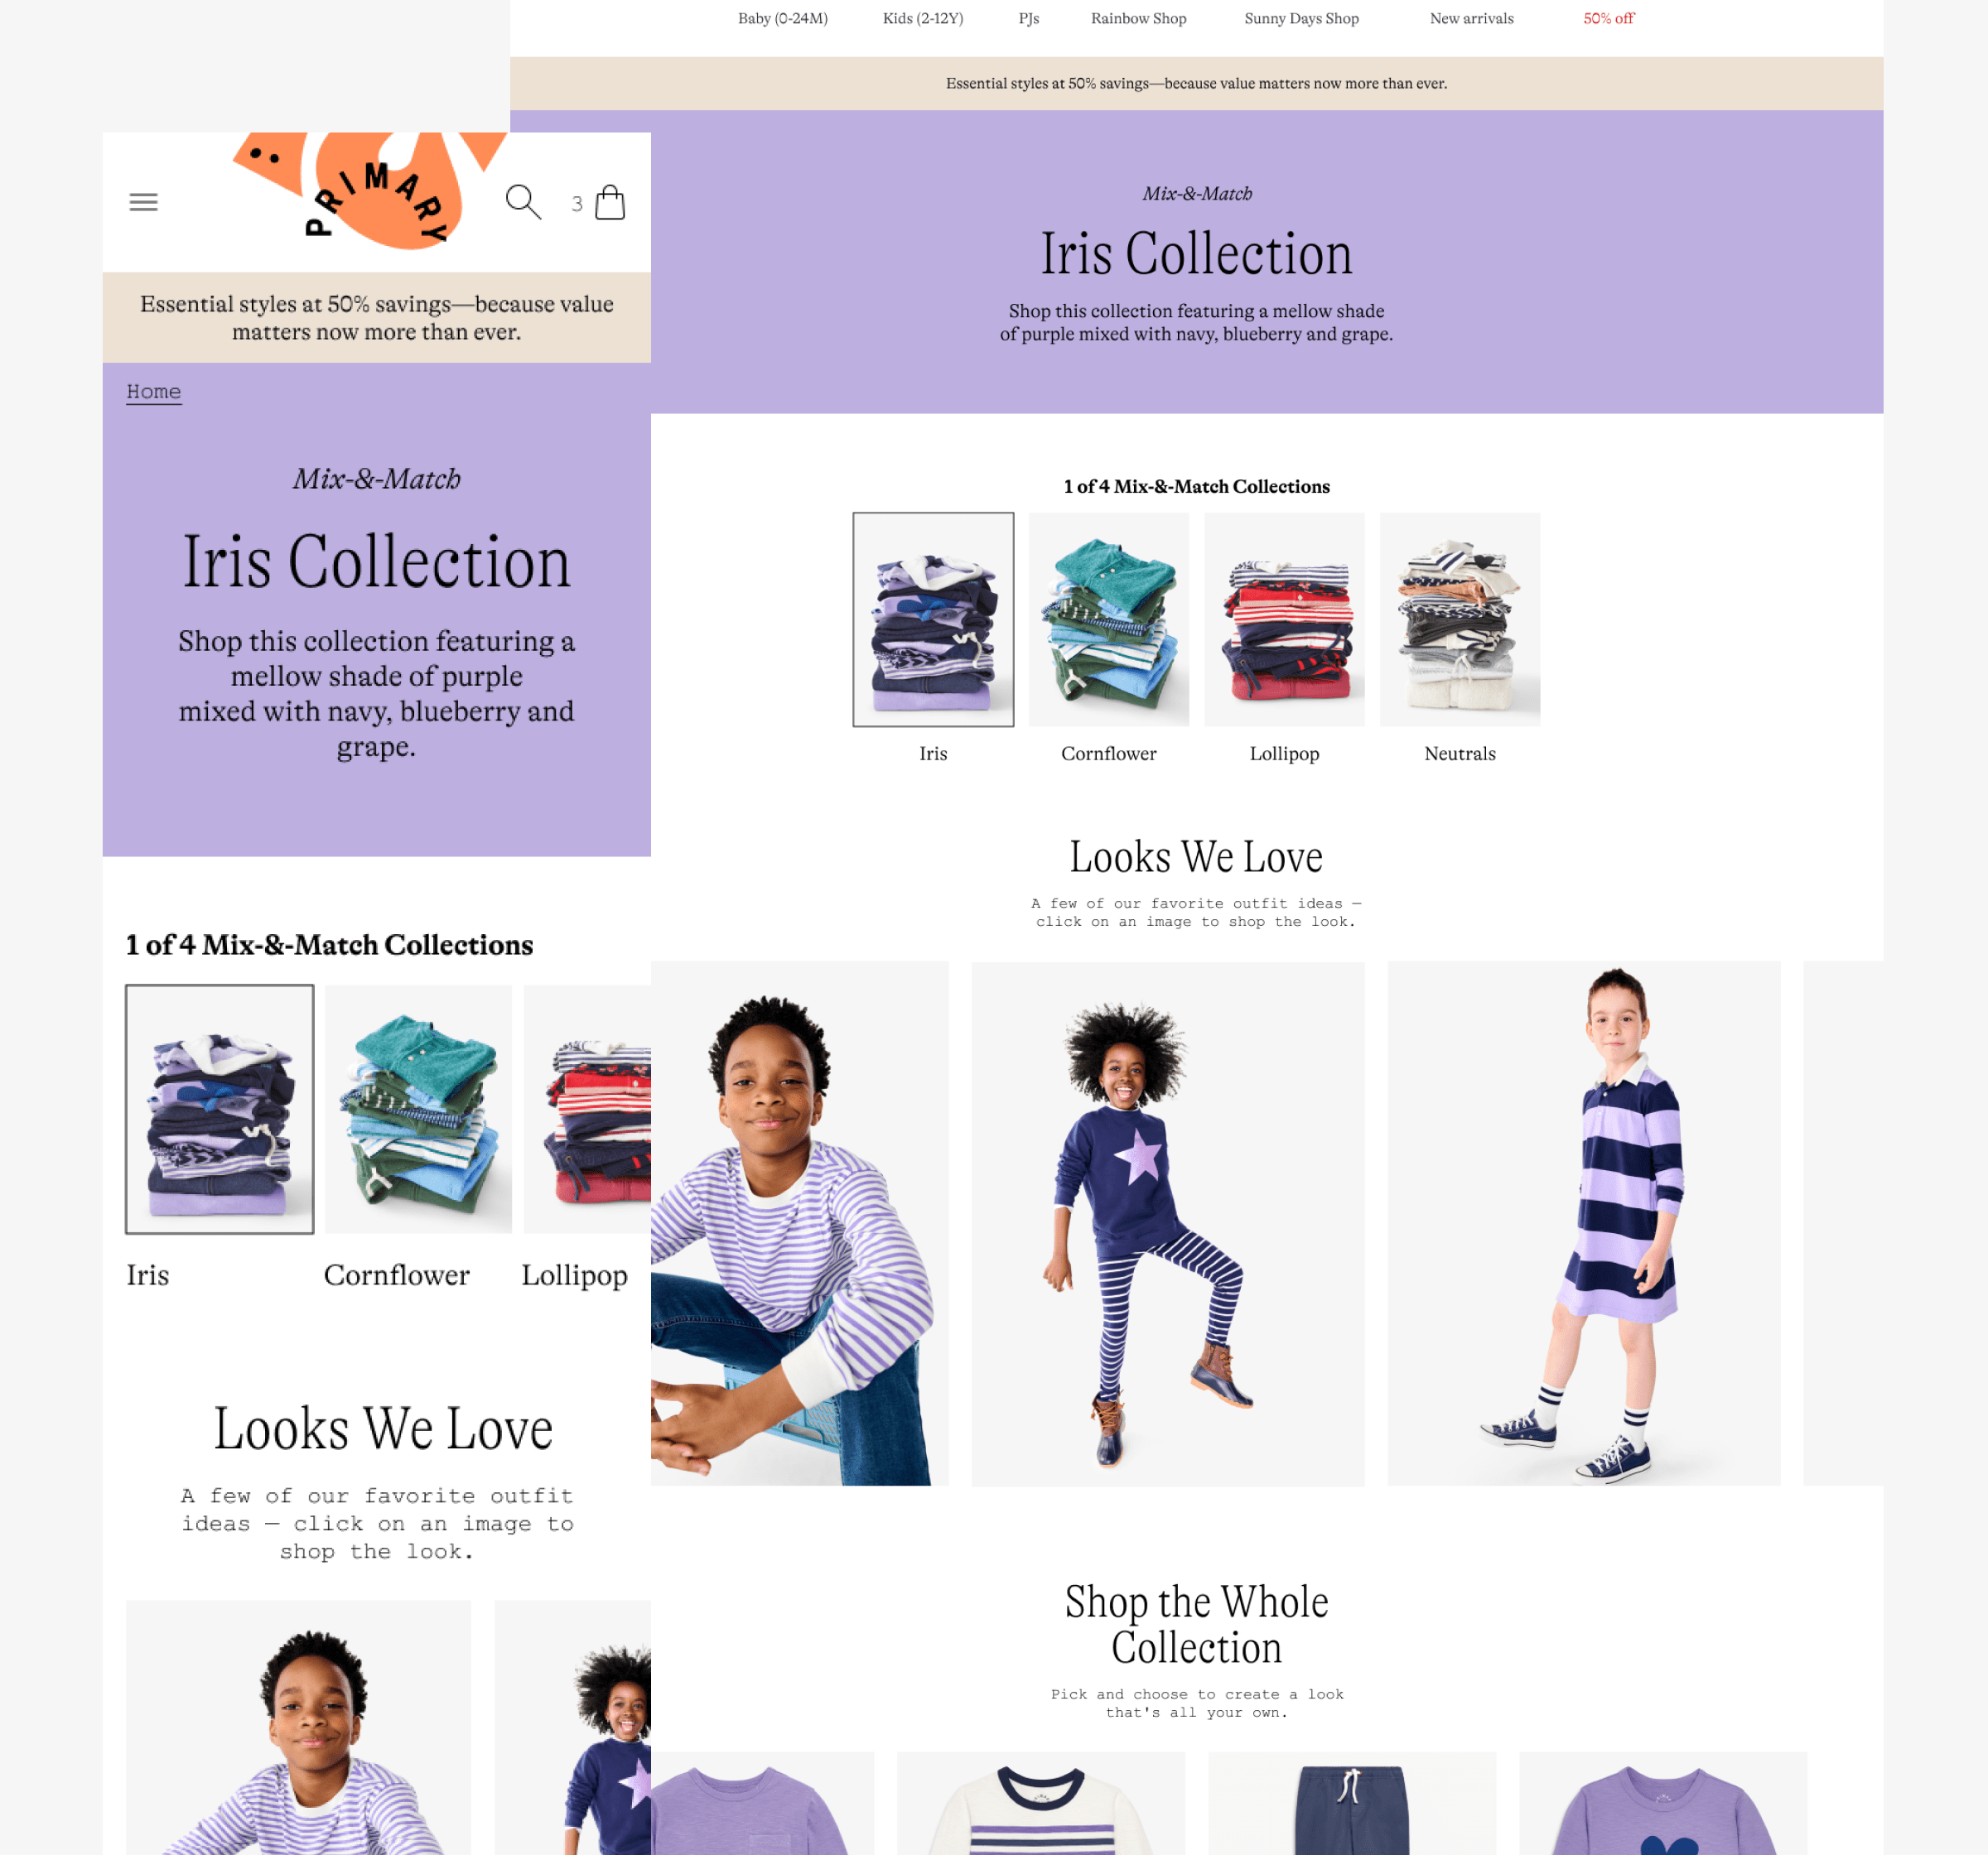 Baby (0-24M) Kids (2-12Y) PJs Rainbow Shop Sunny Days Shop New arrivals 50% off
Essential styles at 50% savings—because value matters now more than ever.
Mix-&-Match
Iris Collection
Shop this collection featuring a mellow shade
of purple mixed with navy, blueberry and grape.
1 of 4 Mix-&-Match Collections
Iris Cornflower Lollipop Neutrals
Looks We Love
A few of our favorite outfit ideas —
click on an image to shop the look.
Shop the Whole
Collection
Pick and choose to create a look
that's all your own.
PRIMARY
3
Essential styles at 50% savings—because value
matters now more than ever.
Home
Mix-&-Match
Iris Collection
Shop this collection featuring a
mellow shade of purple
mixed with navy, blueberry and
grape.
1 of 4 Mix-&-Match Collections
Iris Cornflower Lollipop
Looks We Love
A few of our favorite outfit
ideas — click on an image to
shop the look.